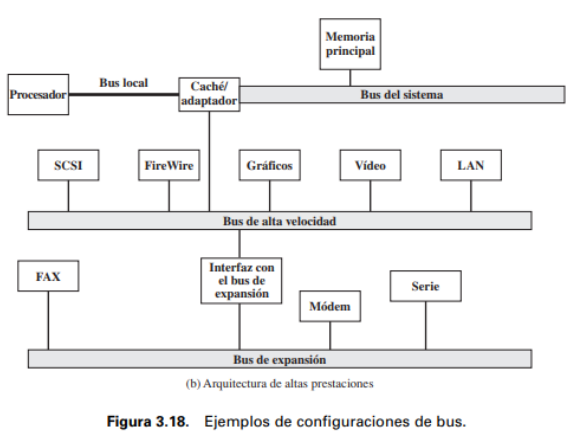 Memoria
principal
Procesador
Bus local
Caché/
adaptador
Bus del sistema
SCSI
FireWire
Gráficos
Vídeo
LAN
Bus de alta velocidad
FAX
Interfaz con
el bus de
expansión
Módem
Serie
Bus de expansión
(b) Arquitectura de altas prestaciones
Figura 3.18. Ejemplos de configuraciones de bus.